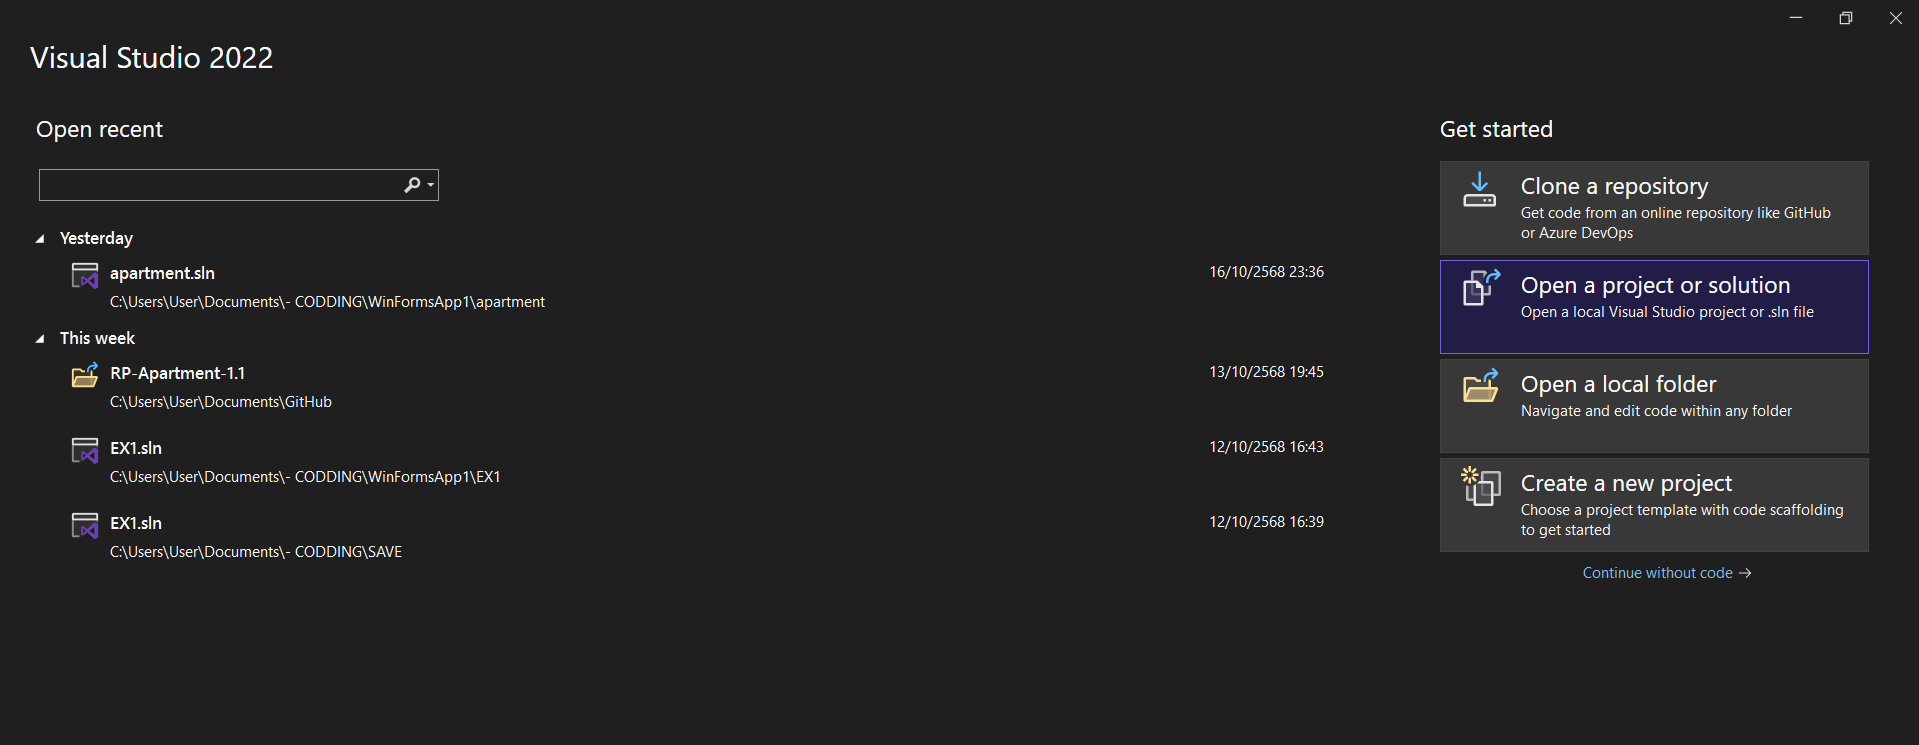 Visual Studio 2022
Open recent
Yesterday
apartment.sln
16/10/2568 23:36
C:\Users\User\Documents\- CODDING\WinFormsApp1\apartment
This week
RP-Apartment-1.1
13/10/2568 19:45
C:\Users\User\Documents\GitHub
EX1.sln
12/10/2568 16:43
C:\Users\User\Documents\- CODDING\WinFormsApp1\EX1
EX1.sln
12/10/2568 16:39
C:\Users\User\Documents\- CODDING\SAVE
Get started
Clone a repository
Get code from an online repository like GitHub
or Azure DevOps
Open a project or solution
Open a local Visual Studio project or .sln file
Open a local folder
Navigate and edit code within any folder
Create a new project
Choose a project template with code scaffolding
to get started
Continue without code →